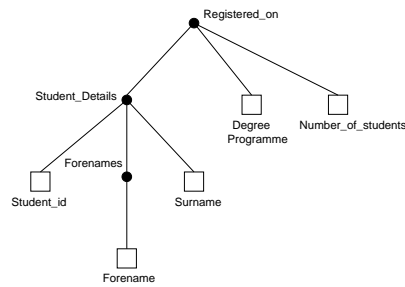 Registered_on
Student_Details
Degree
Programme
Number_of_students
Forenames
Student_id
Surname
Forename